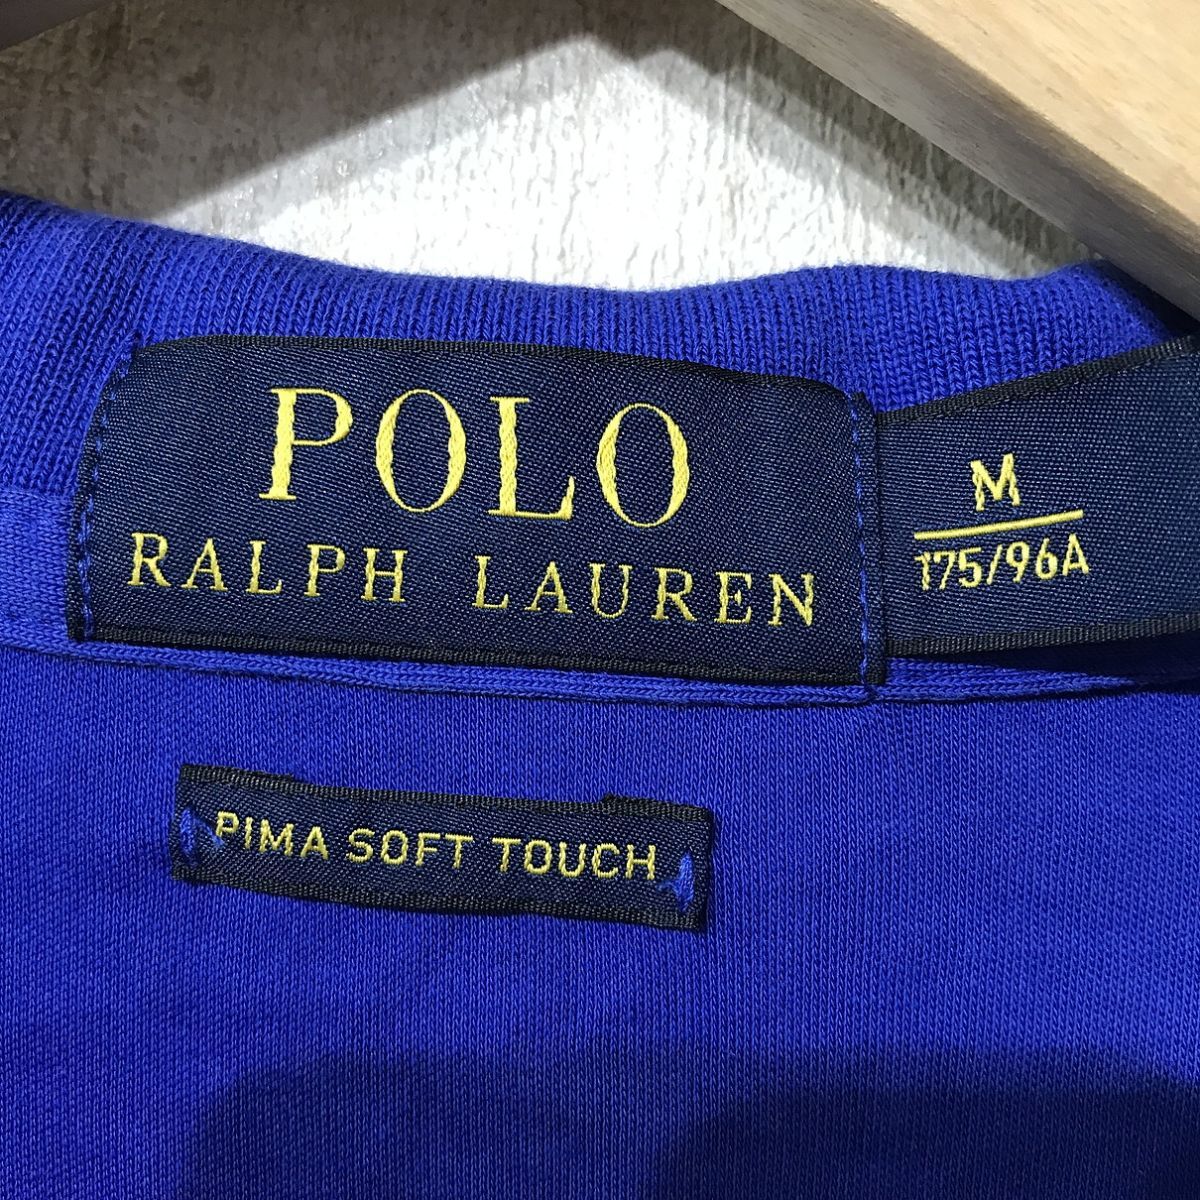 POLO
RALPH LAUREN
M
175/96A
PIMA SOFT TOUCH